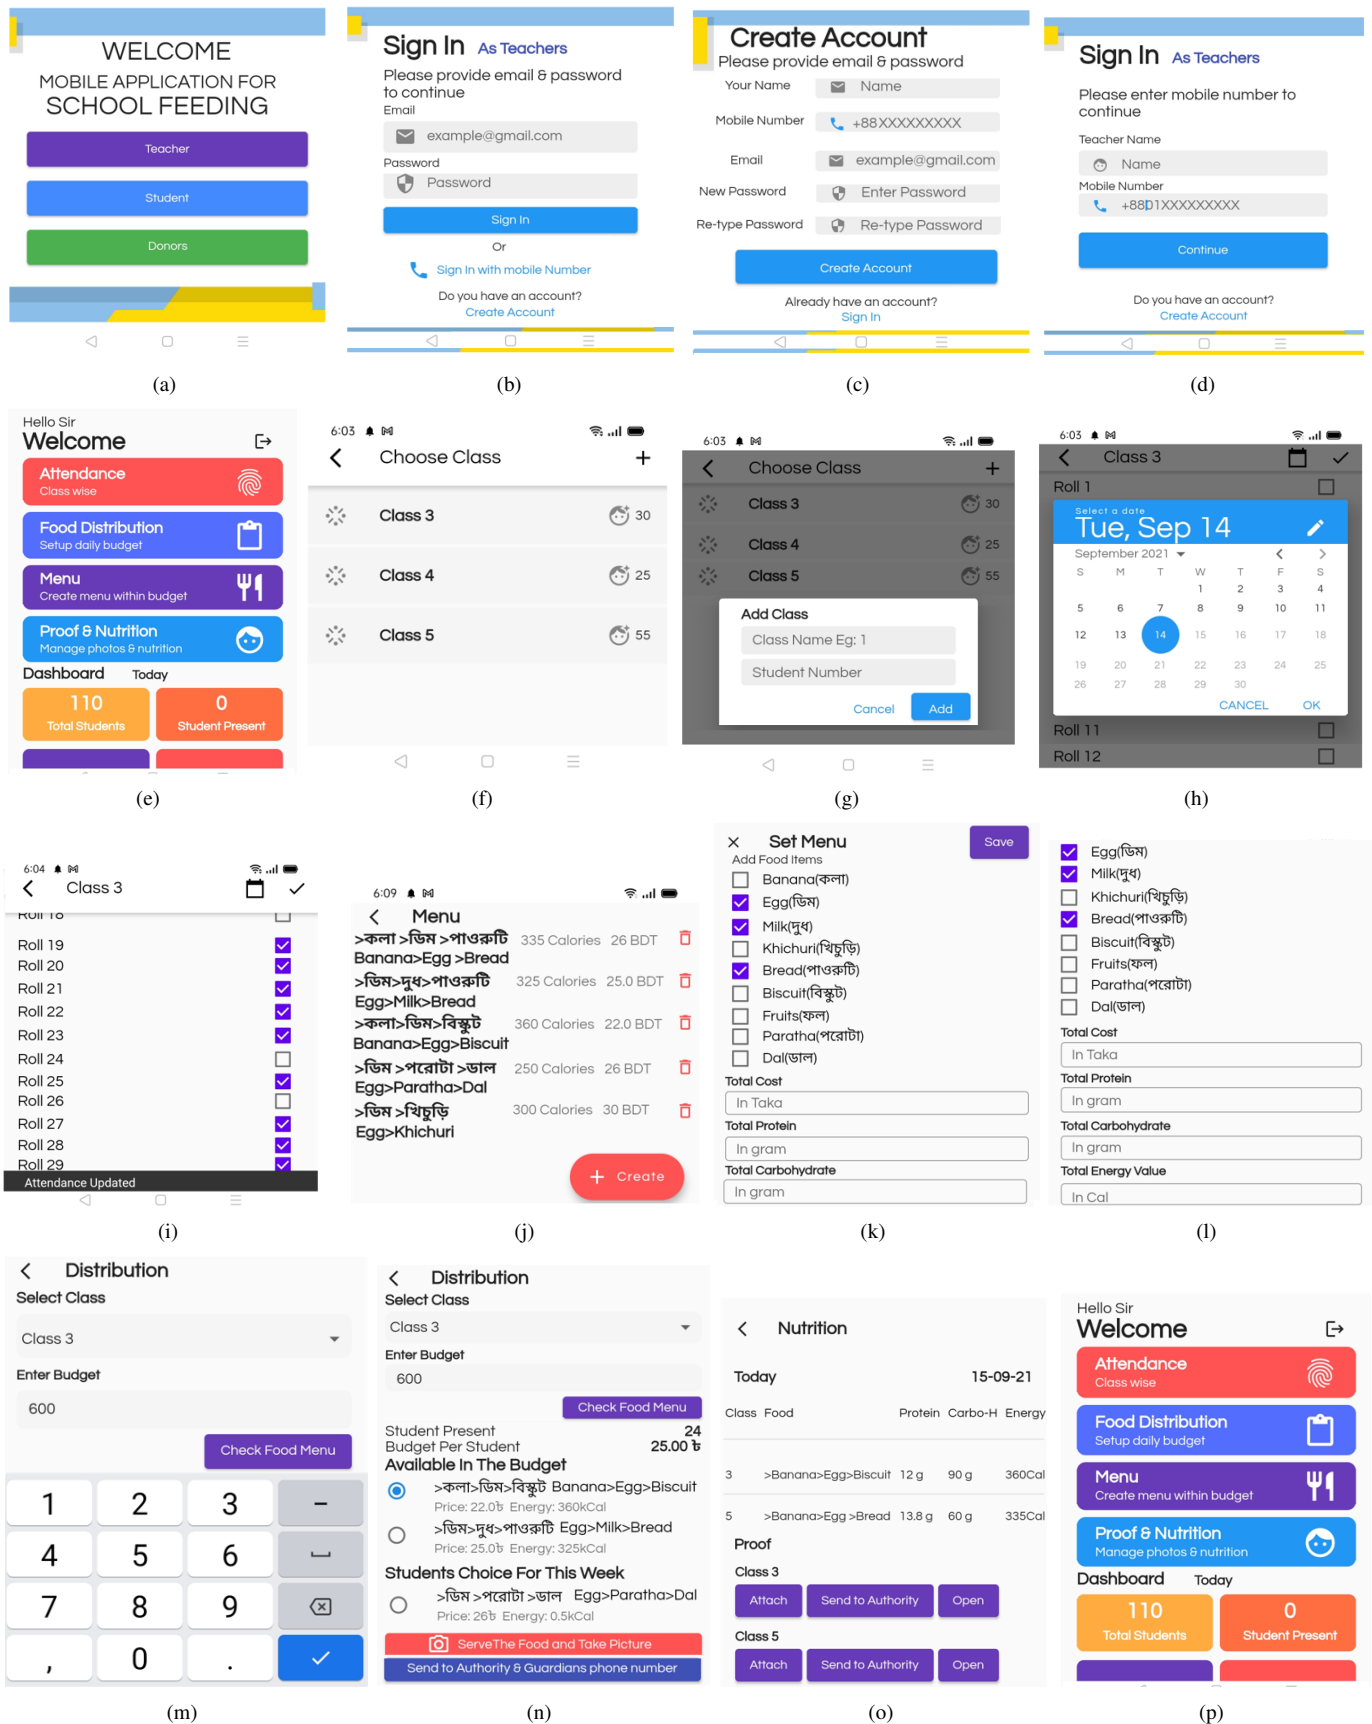 WELCOME
MOBILE APPLICATION FOR
SCHOOL FEEDING
Teacher
Student
Donors
(a)
Sign In As Teachers
Please provide email & password
to continue
Email
example@gmail.com
Password
Password
Sign In
Or
Sign In with mobile Number
Do you have an account?
Create Account
(b)
Create Account
Please provide email & password
Your Name Name
Mobile Number +88XXXXXXXXX
Email example@gmail.com
New Password Enter Password
Re-type Password Re-type Password
Create Account
Already have an account?
Sign In
(c)
Sign In As Teachers
Please enter mobile number to
continue
Teacher Name
Name
Mobile Number
+8801XXXXXXXXX
Continue
Do you have an account?
Create Account
(d)
Hello Sir
Welcome
Attendance
Class wise
Food Distribution
Setup daily budget
Menu
Create menu within budget
Proof & Nutrition
Manage photos & nutrition
Dashboard Today
110 0
Total Students Student Present
(e)
6:03
Choose Class +
Class 3 30
Class 4 25
Class 5 55
(f)
6:03
Choose Class +
Class 3 30
Class 4 25
Class 5 55
Add Class
Class Name Eg: 1
Student Number
Cancel Add
(g)
6:03
Class 3
Roll 1
Select a date
Tue, Sep 14
September 2021
S M T W T F S
1 2 3 4
5 6 7 8 9 10 11
12 13 14 15 16 17 18
19 20 21 22 23 24 25
26 27 28 29 30
CANCEL OK
Roll 11
Roll 12
(h)
6:04
Class 3
Roll 18
Roll 19
Roll 20
Roll 21
Roll 22
Roll 23
Roll 24
Roll 25
Roll 26
Roll 27
Roll 28
Roll 29
Attendance Updated
(i)
6:09
Menu
>কলা >ডিম >পাওরুটি 335 Calories 26 BDT
Banana>Egg >Bread
>ডিম>দুধ>পাওরুটি 325 Calories 25.0 BDT
Egg>Milk>Bread
>কলা>ডিম>বিস্কুট 360 Calories 22.0 BDT
Banana>Egg>Biscuit
>ডিম >পরোটা >ডাল 250 Calories 26 BDT
Egg>Paratha>Dal
>ডিম >খিচুড়ি 300 Calories 30 BDT
Egg>Khichuri
+ Create
(j)
Set Menu Save
Add Food Items
Banana(কলা)
Egg(ডিম)
Milk(দুধ)
Khichuri(খিচুড়ি)
Bread(পাওরুটি)
Biscuit(বিস্কুট)
Fruits(ফল)
Paratha(পরোটা)
Dal(ডাল)
Total Cost
In Taka
Total Protein
In gram
Total Carbohydrate
In gram
(k)
Egg(ডিম)
Milk(দুধ)
Khichuri(খিচুড়ি)
Bread(পাওরুটি)
Biscuit(বিস্কুট)
Fruits(ফল)
Paratha(পরোটা)
Dal(ডাল)
Total Cost
In Taka
Total Protein
In gram
Total Carbohydrate
In gram
Total Energy Value
In Cal
(l)
Distribution
Select Class
Class 3
Enter Budget
600
Check Food Menu
1 2 3 –
4 5 6
7 8 9
, 0 .
(m)
Distribution
Select Class
Class 3
Enter Budget
600
Check Food Menu
Student Present 24
Budget Per Student 25.00 ৳
Available In The Budget
>কলা>ডিম>বিস্কুট Banana>Egg>Biscuit
Price: 22.0৳ Energy: 360kCal
>ডিম>দুধ>পাওরুটি Egg>Milk>Bread
Price: 25.0৳ Energy: 325kCal
Students Choice For This Week
>ডিম >পরোটা >ডাল Egg>Paratha>Dal
Price: 26৳ Energy: 0.5kCal
ServeThe Food and Take Picture
Send to Authority & Guardians phone number
(n)
Nutrition
Today 15-09-21
Class Food Protein Carbo-H Energy
3 >Banana>Egg>Biscuit 12 g 90 g 360Cal
5 >Banana>Egg >Bread 13.8 g 60 g 335Cal
Proof
Class 3
Attach Send to Authority Open
Class 5
Attach Send to Authority Open
(o)
Hello Sir
Welcome
Attendance
Class wise
Food Distribution
Setup daily budget
Menu
Create menu within budget
Proof & Nutrition
Manage photos & nutrition
Dashboard Today
110 0
Total Students Student Present
(p)